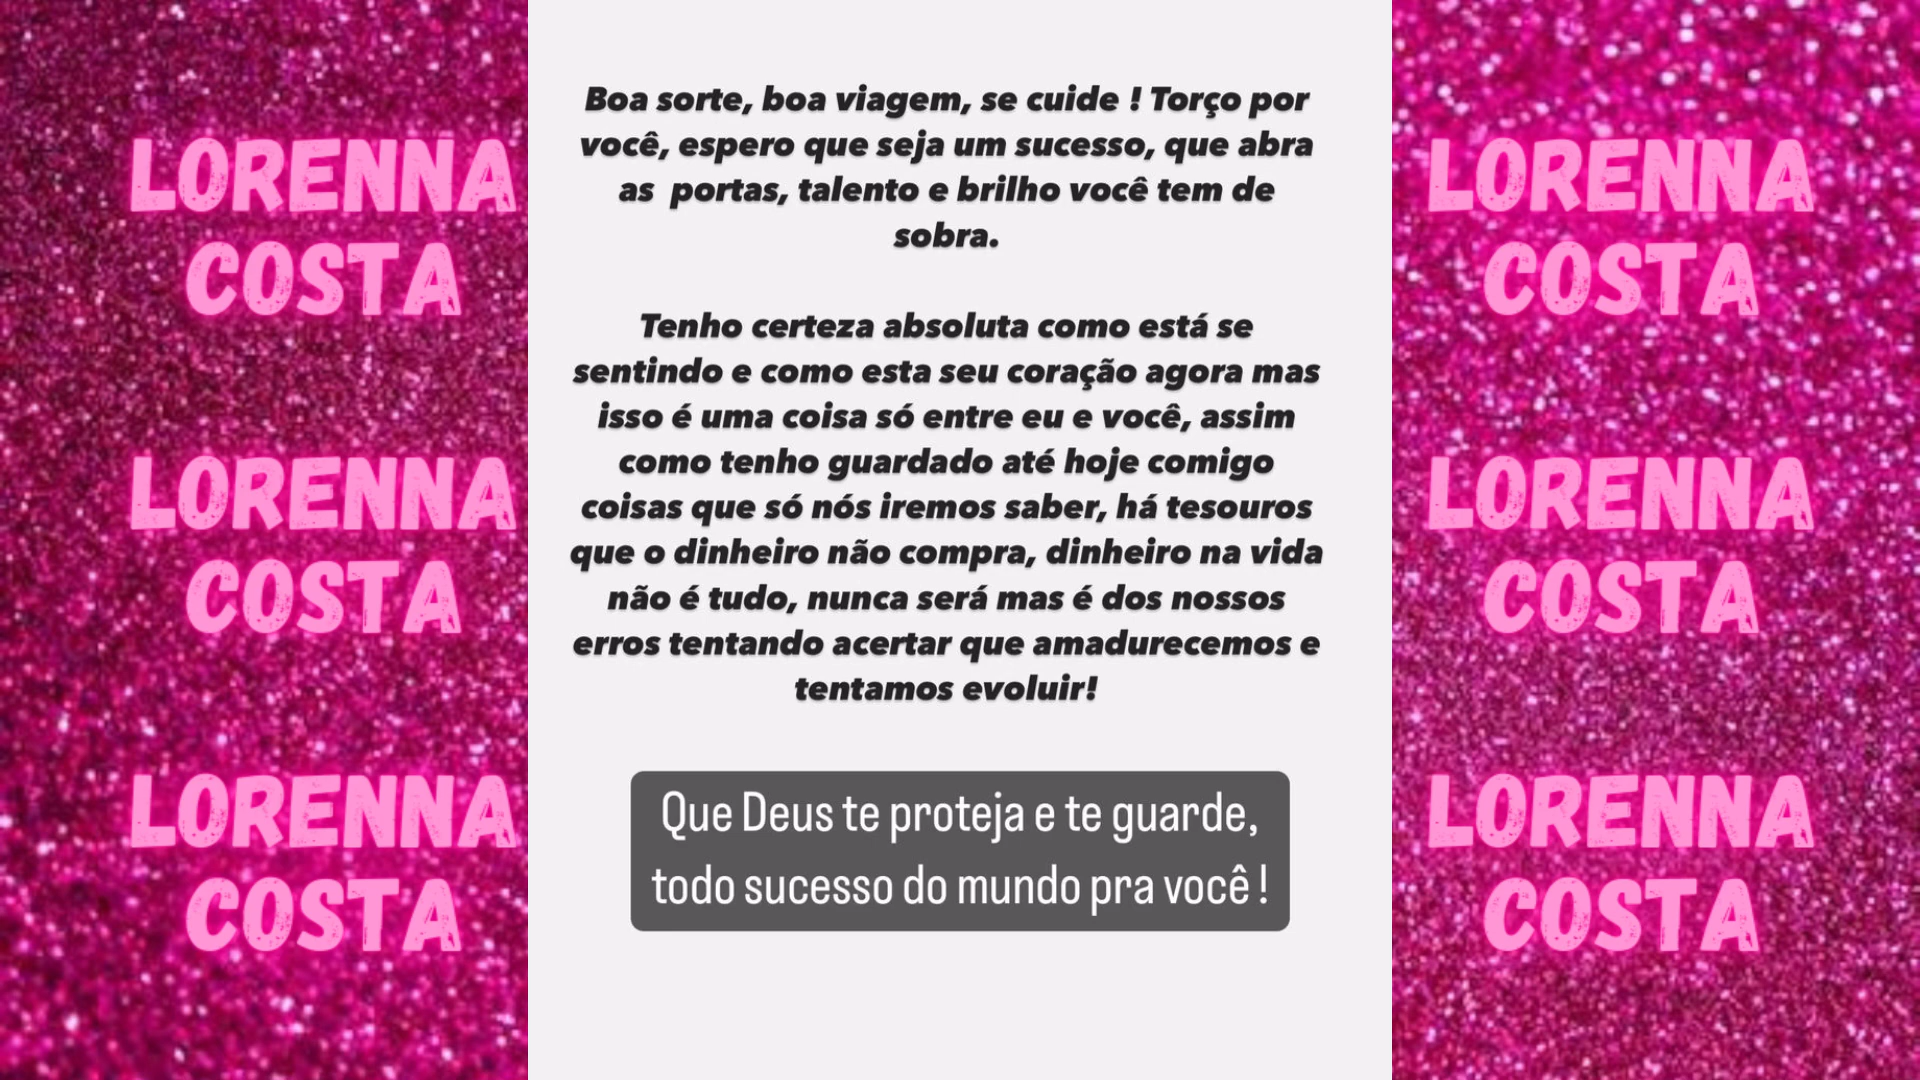 LORENNA
COSTA
LORENNA
COSTA
LORENNA
COSTA
Boa sorte, boa viagem, se cuide ! Torço por
você, espero que seja um sucesso, que abra
as  portas, talento e brilho você tem de
sobra.
Tenho certeza absoluta como está se
sentindo e como esta seu coração agora mas
isso é uma coisa só entre eu e você, assim
como tenho guardado até hoje comigo
coisas que só nós iremos saber, há tesouros
que o dinheiro não compra, dinheiro na vida
não é tudo, nunca será mas é dos nossos
erros tentando acertar que amadurecemos e
tentamos evoluir!
Que Deus te proteja e te guarde,
todo sucesso do mundo pra você !
LORENNA
COSTA
LORENNA
COSTA
LORENNA
COSTA